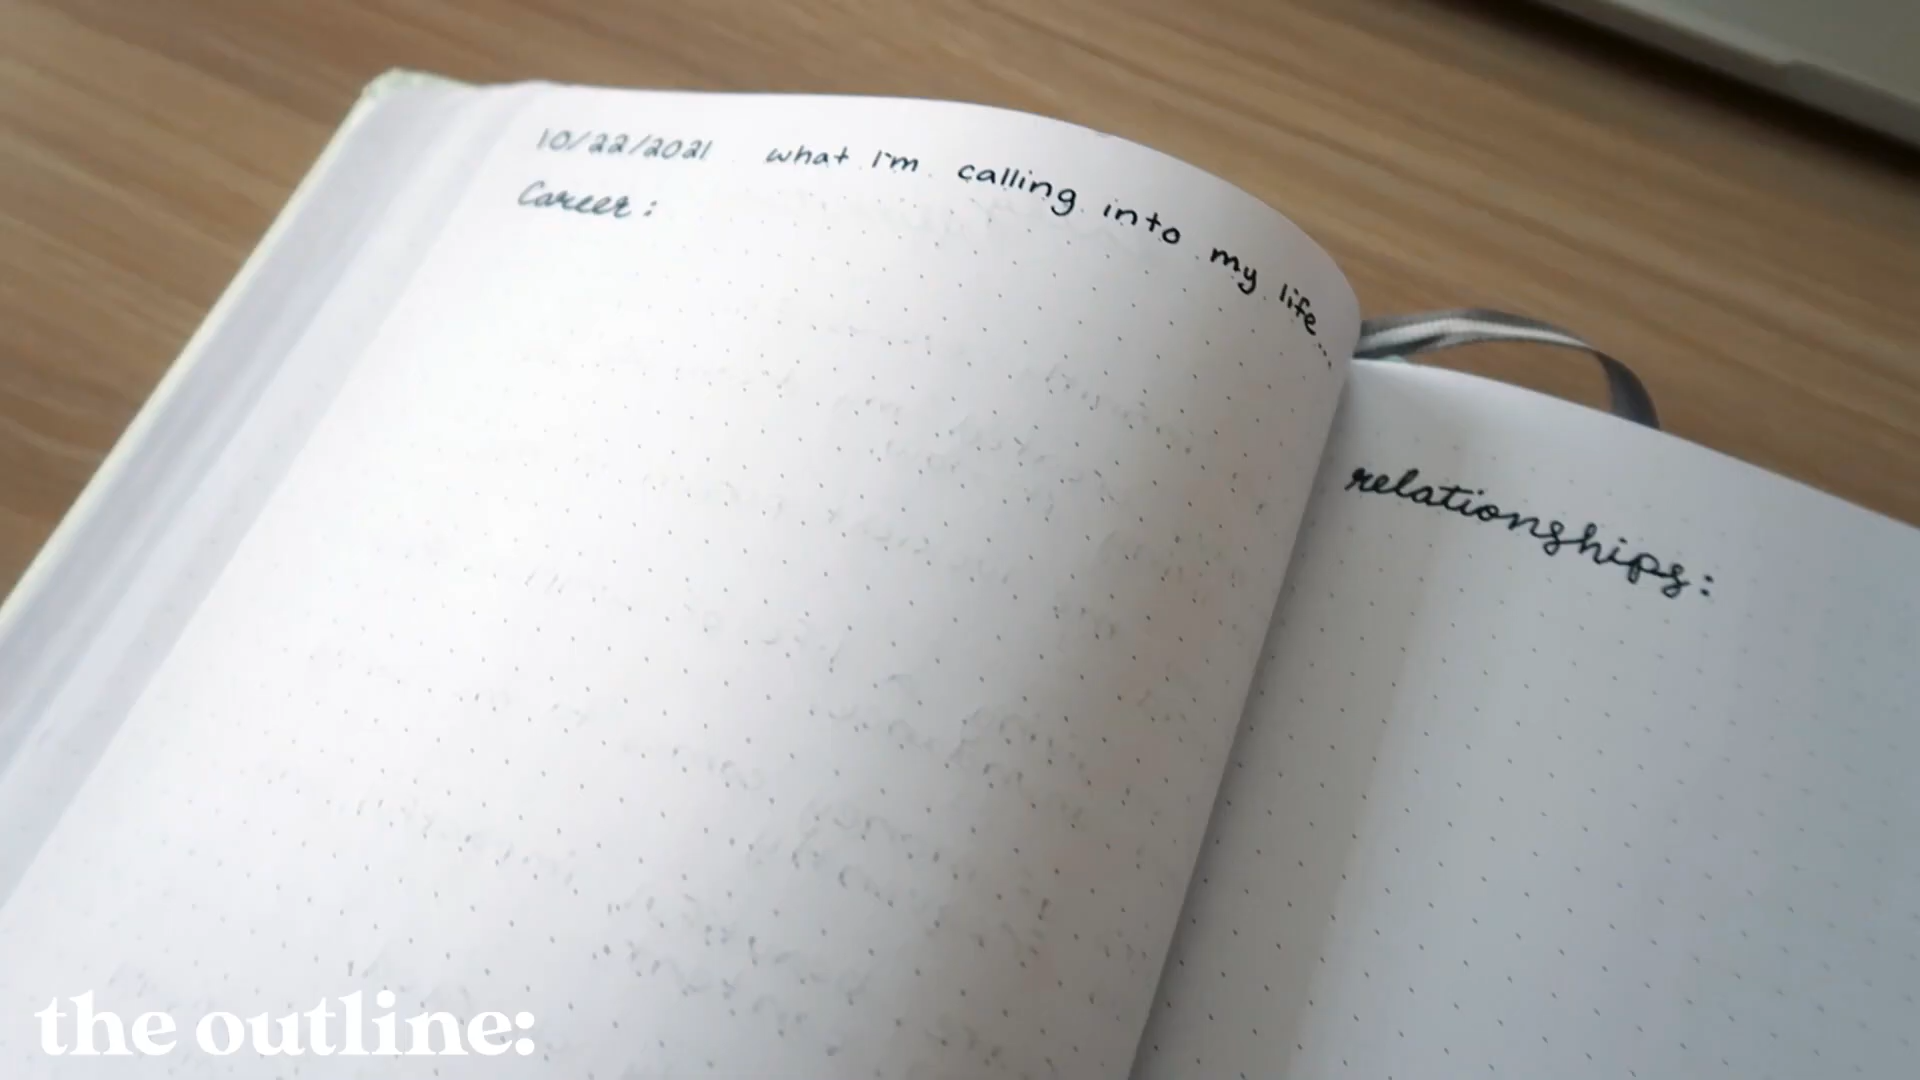 10/22/2021 what I'm calling into my life...
Career:
relationships:
the outline: